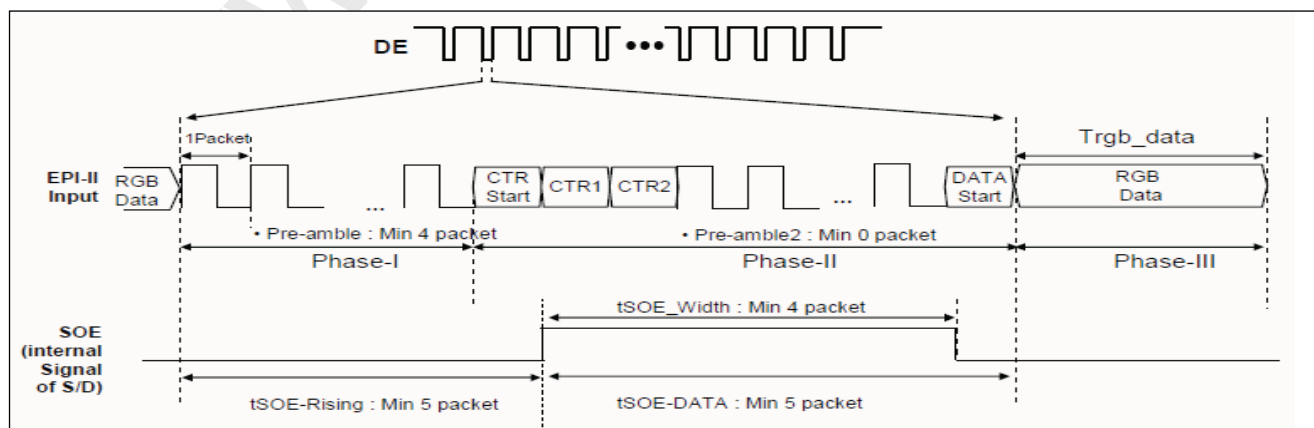 DE
1Packet
Trgb_data
EPI-II
Input
RGB
Data
...
CTR
Start
CTR1
CTR2
...
DATA
Start
RGB
Data
• Pre-amble : Min 4 packet
• Pre-amble2 : Min 0 packet
Phase-I
Phase-II
Phase-III
tSOE_Width : Min 4 packet
SOE
(internal
Signal
of S/D)
tSOE-Rising : Min 5 packet
tSOE-DATA : Min 5 packet